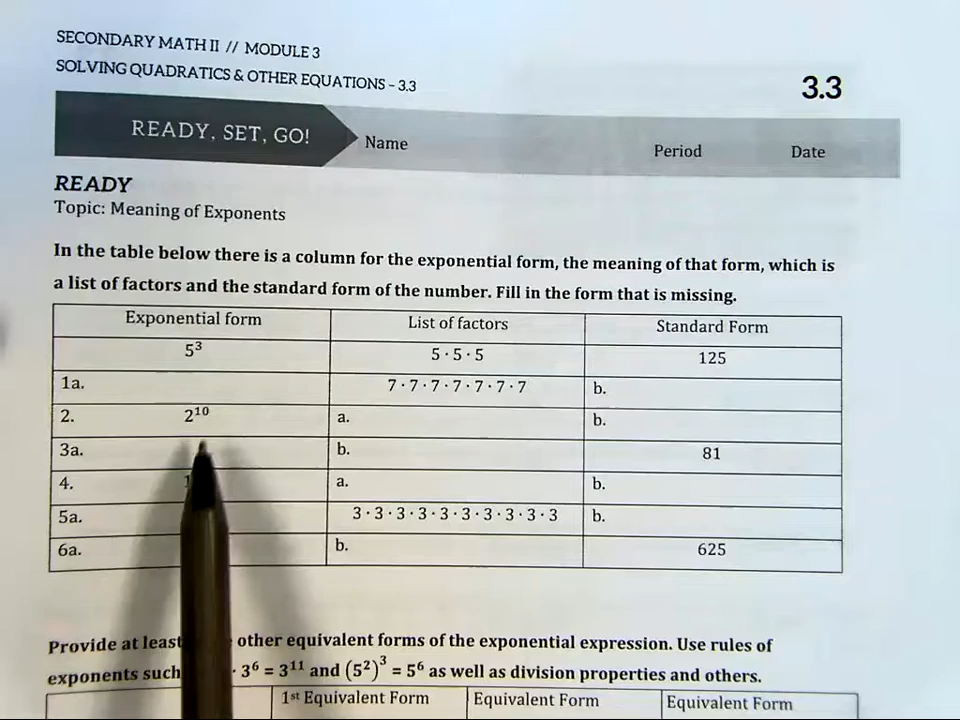 SECONDARY MATH II // MODULE 3
SOLVING QUADRATICS & OTHER EQUATIONS – 3.3
3.3
READY, SET, GO! Name Period Date
READY
Topic: Meaning of Exponents
In the table below there is a column for the exponential form, the meaning of that form, which is
a list of factors and the standard form of the number. Fill in the form that is missing.
Exponential form List of factors Standard Form
5³ 5 · 5 · 5 125
1a. 7 · 7 · 7 · 7 · 7 · 7 · 7 b.
2. 2¹⁰ a. b.
3a. b. 81
4. a. b.
5a. 3 · 3 · 3 · 3 · 3 · 3 · 3 · 3 · 3 · 3 b.
6a. b. 625
Provide at least other equivalent forms of the exponential expression. Use rules of
exponents such · 3⁶ = 3¹¹ and (5²)³ = 5⁶ as well as division properties and others.
1st Equivalent Form Equivalent Form Equivalent Form